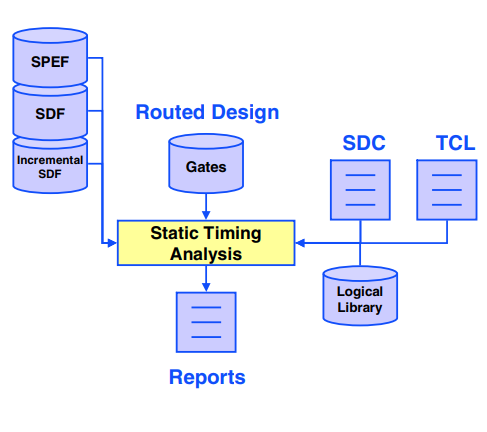 SPEF
SDF
Incremental
SDF
Routed Design
Gates
SDC
TCL
Static Timing
Analysis
Logical
Library
Reports